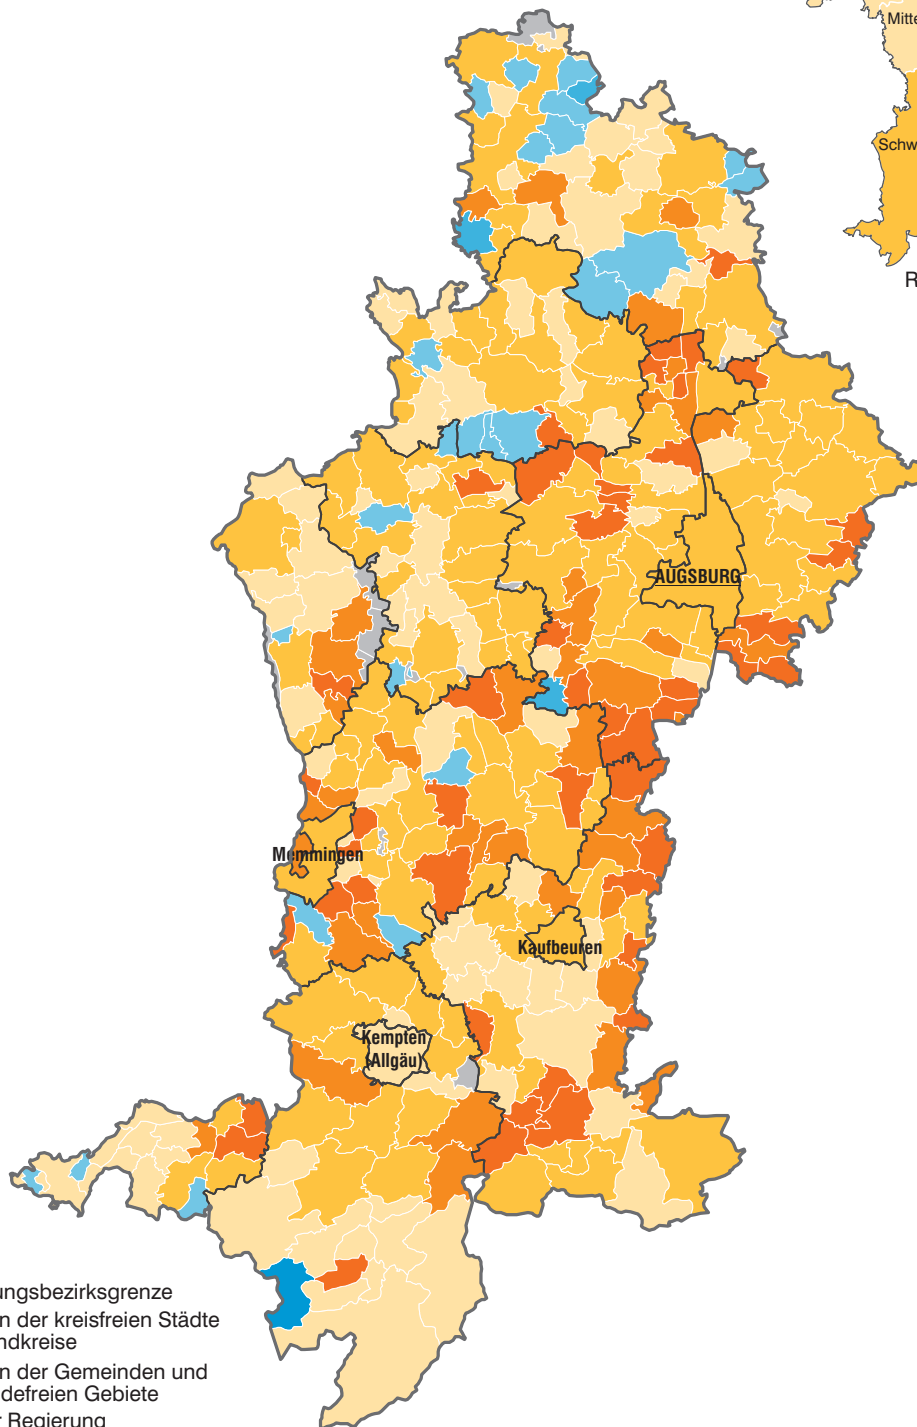 Mitte
Schw
R
AUGSBURG
Memmingen
Kaufbeuren
Kempten
(Allgäu)
ungsbezirksgrenze
n der kreisfreien Städte
ndkreise
n der Gemeinden und
defreien Gebiete
r Regierung